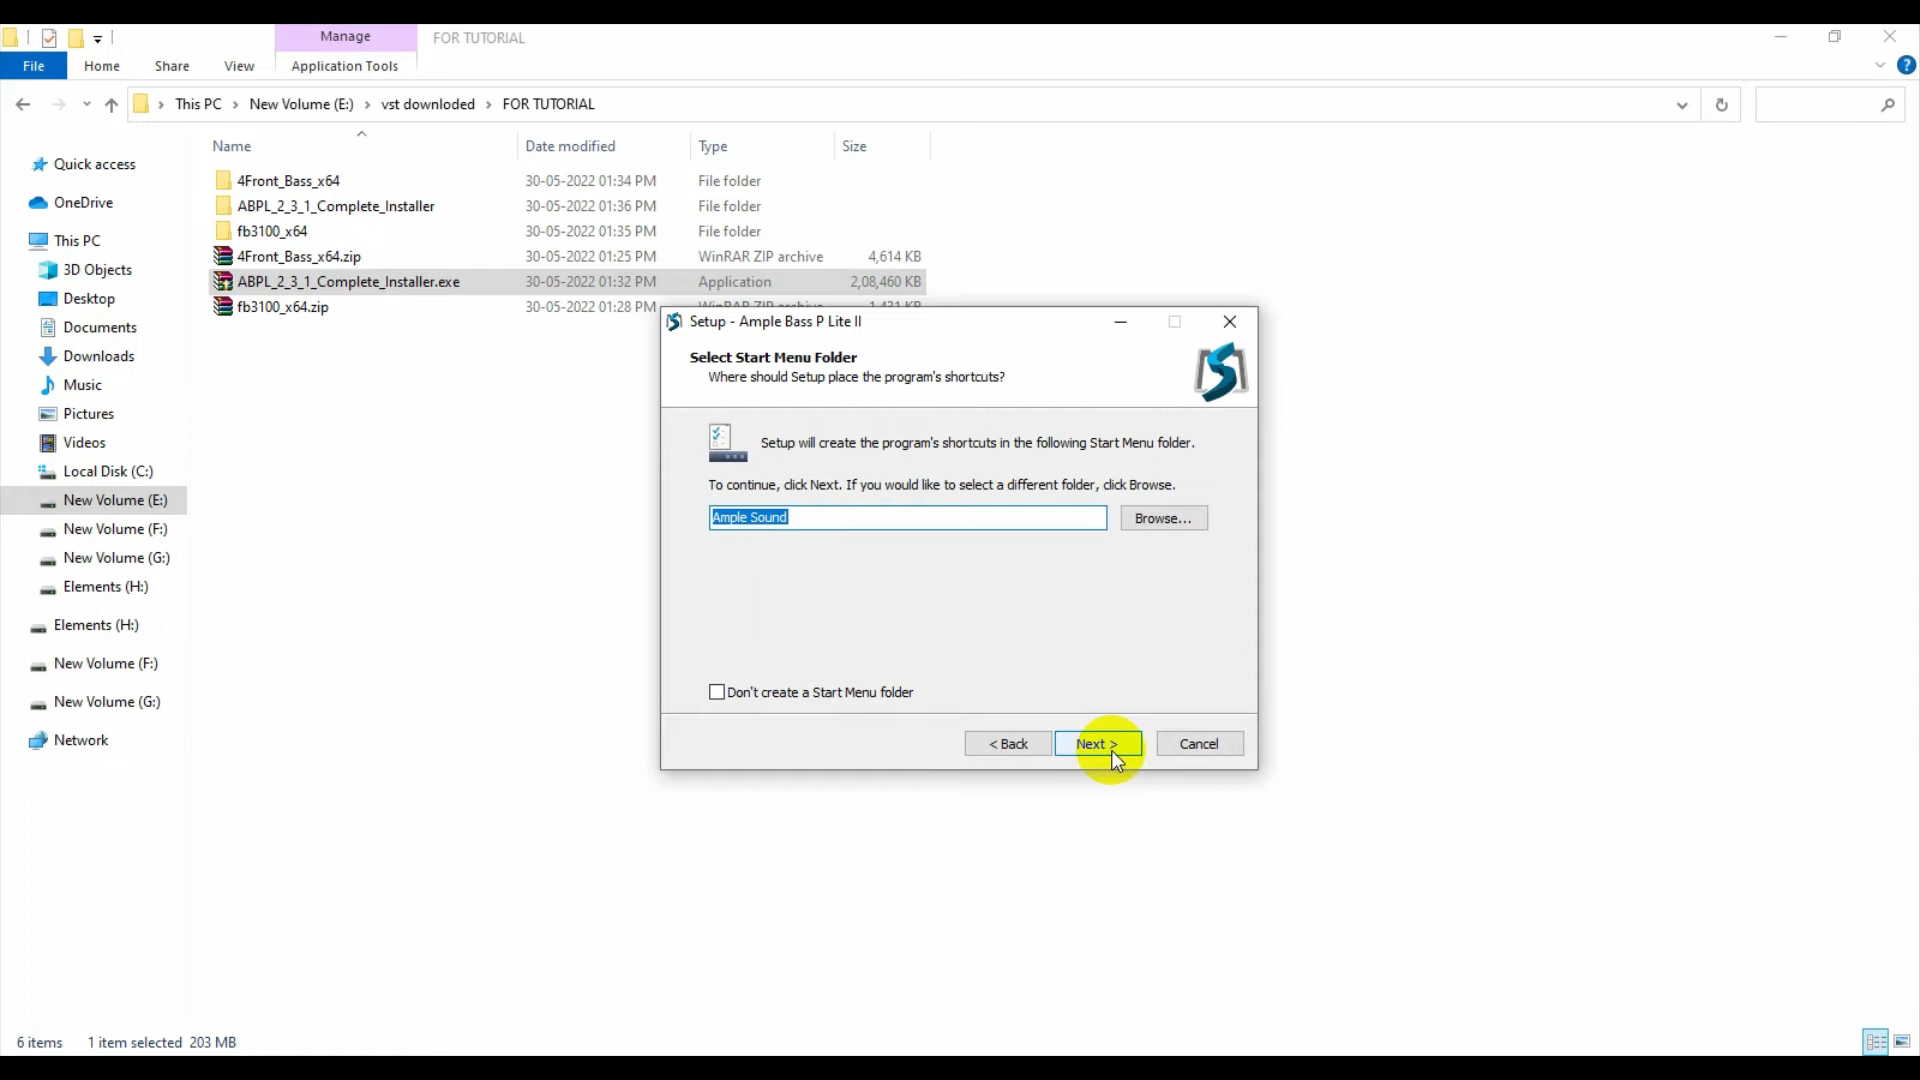 Manage
FOR TUTORIAL
File
Home
Share
View
Application Tools
This PC
New Volume (E:)
vst downloded
FOR TUTORIAL
Name
Date modified
Type
Size
Quick access
OneDrive
This PC
3D Objects
Desktop
Documents
Downloads
Music
Pictures
Videos
Local Disk (C:)
New Volume (E:)
New Volume (F:)
New Volume (G:)
Elements (H:)
Elements (H:)
New Volume (F:)
New Volume (G:)
Network
4Front_Bass_x64 30-05-2022 01:34 PM File folder
ABPL_2_3_1_Complete_Installer 30-05-2022 01:36 PM File folder
fb3100_x64 30-05-2022 01:35 PM File folder
4Front_Bass_x64.zip 30-05-2022 01:25 PM WinRAR ZIP archive 4,614 KB
ABPL_2_3_1_Complete_Installer.exe 30-05-2022 01:32 PM Application 2,08,460 KB
fb3100_x64.zip 30-05-2022 01:28 PM WinRAR ZIP archive 1,431 KB
Setup - Ample Bass P Lite II
Select Start Menu Folder
Where should Setup place the program's shortcuts?
Setup will create the program's shortcuts in the following Start Menu folder.
To continue, click Next. If you would like to select a different folder, click Browse.
Ample Sound
Browse...
Don't create a Start Menu folder
< Back
Next >
Cancel
6 items
1 item selected 203 MB